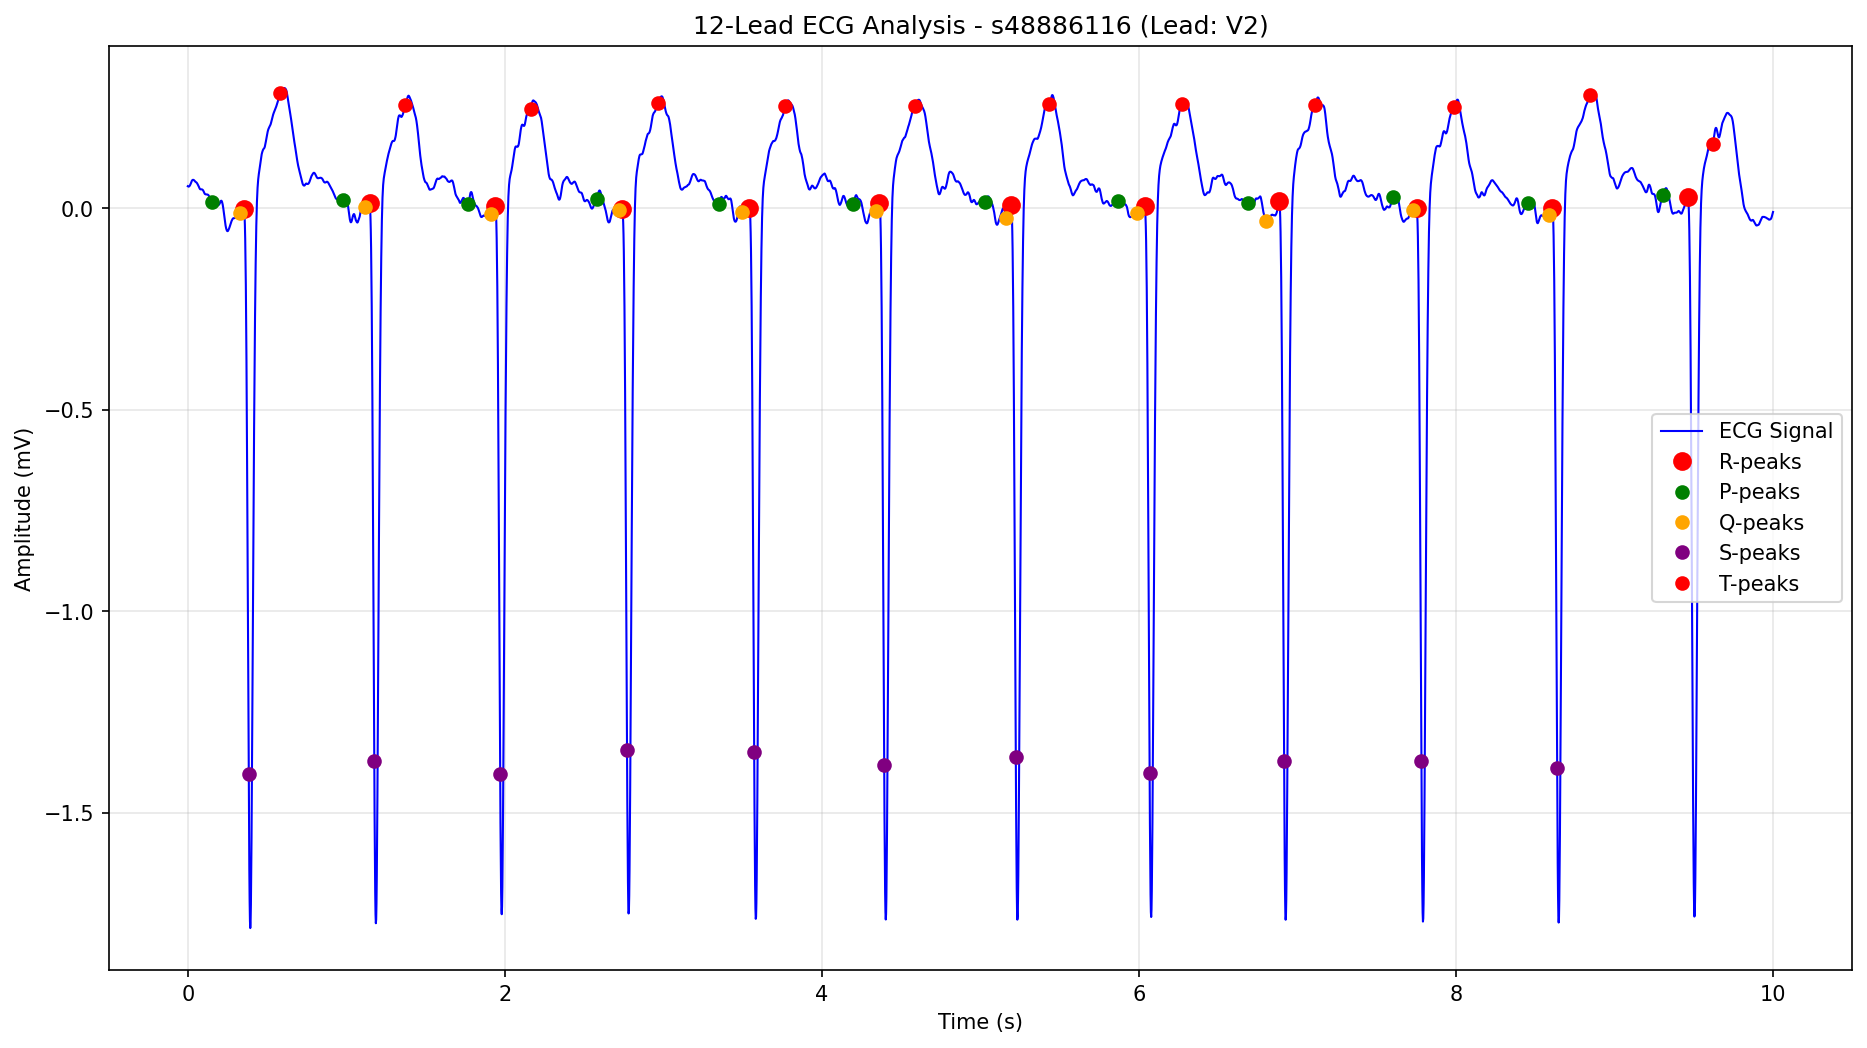 12-Lead ECG Analysis - s48886116 (Lead: V2)
Amplitude (mV)
0.0
−0.5
−1.0
−1.5
ECG Signal
R-peaks
P-peaks
Q-peaks
S-peaks
T-peaks
0 2 4 6 8 10
Time (s)